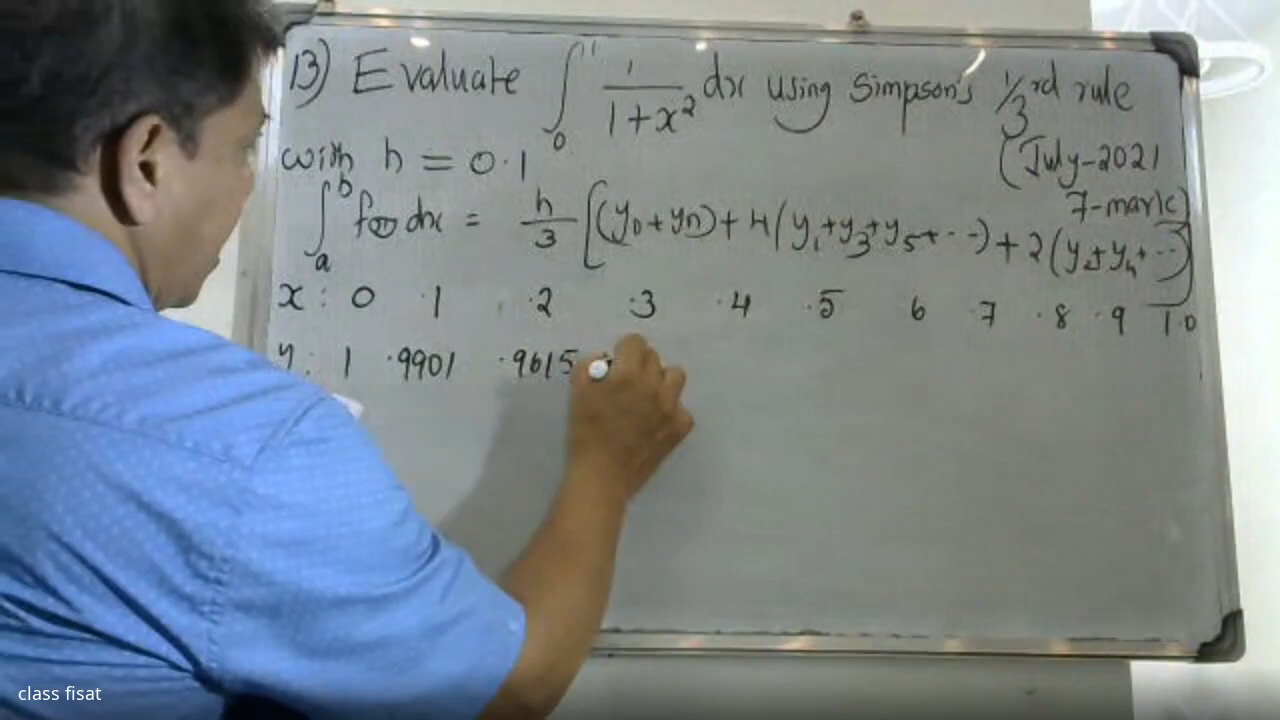 13) Evaluate ∫₀¹ 1/(1+x²) dx using Simpson's 1/3rd rule
with h = 0.1
(July-2021
7-mark)
∫ₐᵇ f(x) dx = h/3 [(y₀+yn)+4(y₁+y₃+y₅+...)+2(y₂+y₄+...)]
x : 0 .1 .2 .3 .4 .5 6 .7 .8 .9 1.0
y : 1 .9901 .9615
class fisat